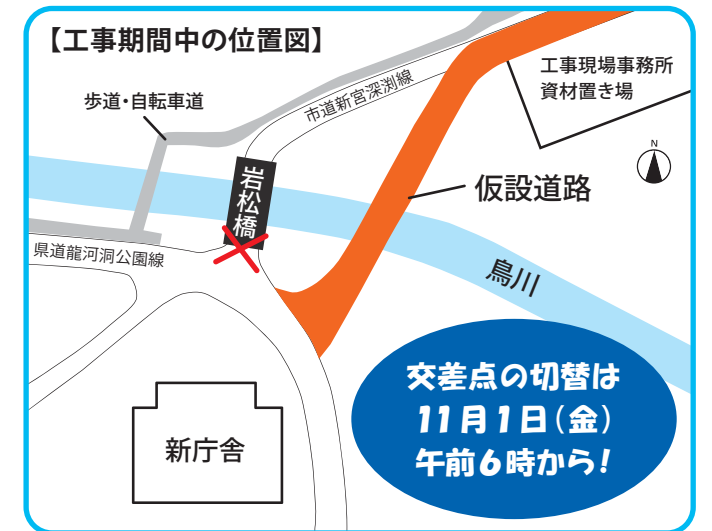 【工事期間中の位置図】
歩道・自転車道
市道新宮深渕線
工事現場事務所
資材置き場
N
岩松橋
仮設道路
県道龍河洞公園線
烏川
新庁舎
交差点の切替は
11月1日(金)
午前6時から!